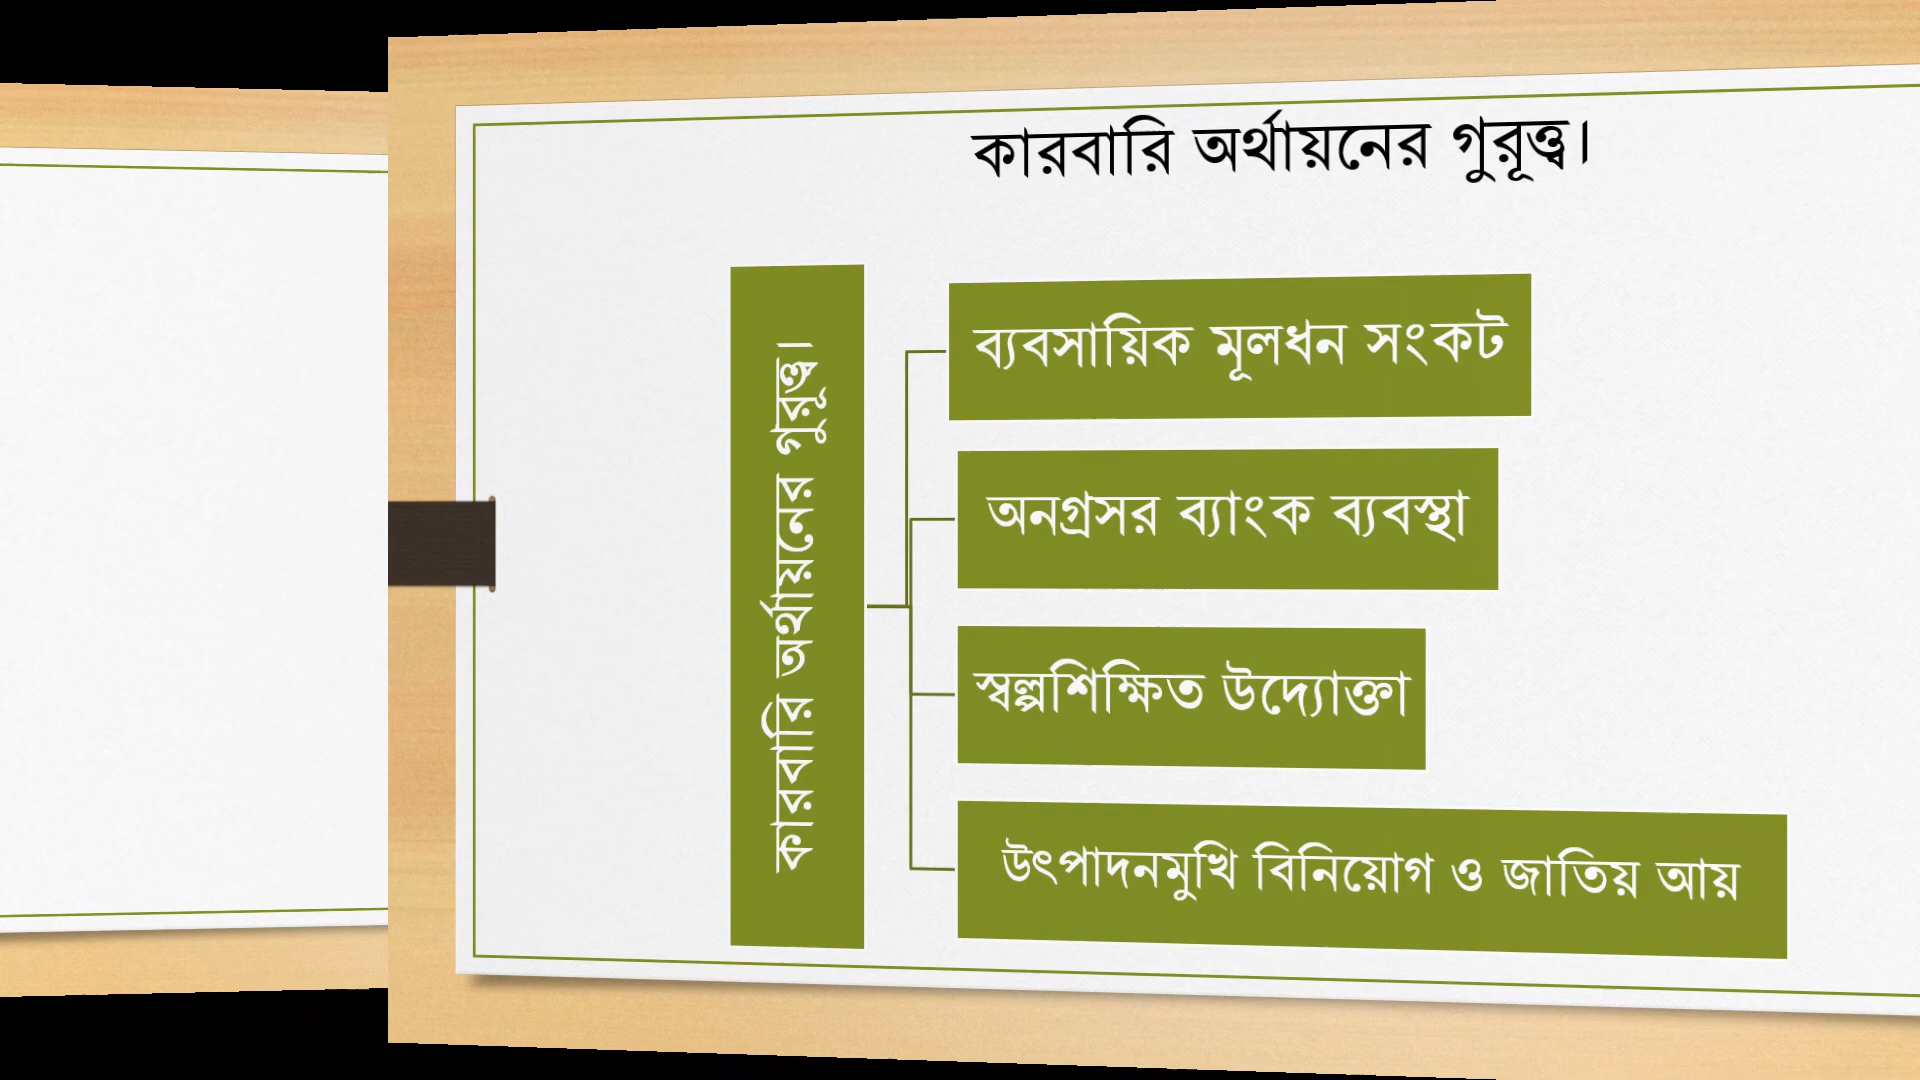 কারবারি অর্থায়নের গুরূত্ত্ব।
কারবারি অর্থায়নের গুরূত্ত্ব।
ব্যবসায়িক মূলধন সংকট
অনগ্রসর ব্যাংক ব্যবস্থা
স্বল্পশিক্ষিত উদ্যোক্তা
উৎপাদনমুখি বিনিয়োগ ও জাতিয় আয়